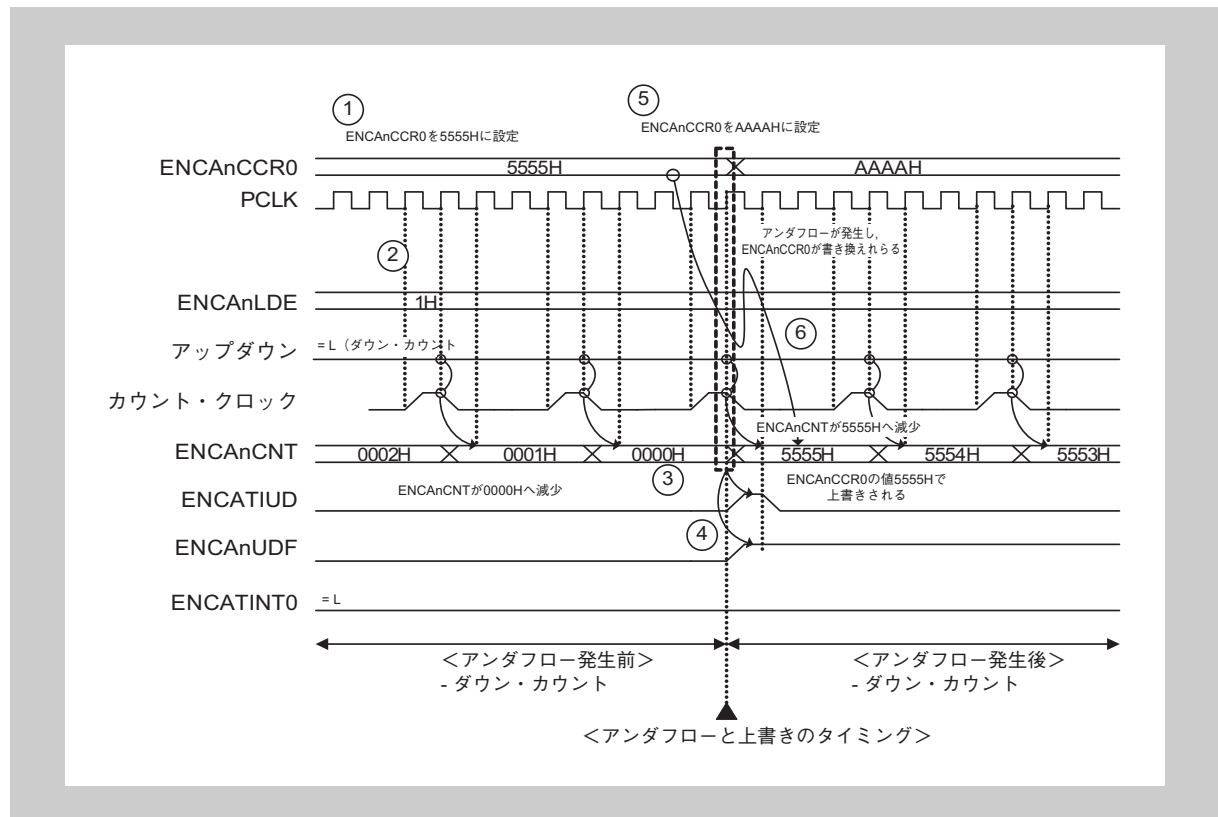 ①
ENCAnCCR0を5555Hに設定
⑤
ENCAnCCR0をAAAAHに設定
ENCAnCCR0
5555H
AAAAH
PCLK
アンダフローが発生し,
ENCAnCCR0が書き換えれらる
②
ENCAnLDE
1H
⑥
アップダウン
= L（ダウン・カウント
カウント・クロック
ENCAnCNTが5555Hへ減少
ENCAnCNT
0002H
0001H
0000H
5555H
5554H
5553H
③
ENCAnCNTが0000Hへ減少
ENCAnCCR0の値5555Hで
上書きされる
ENCATIUD
④
ENCAnUDF
ENCATINT0
= L
＜アンダフロー発生前＞
- ダウン・カウント
＜アンダフロー発生後＞
- ダウン・カウント
＜アンダフローと上書きのタイミング＞